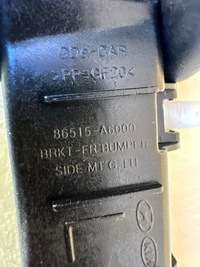 >PP-GF20<
86515-A6000
BRKT-FR BUMPER
SIDE MTG, LH